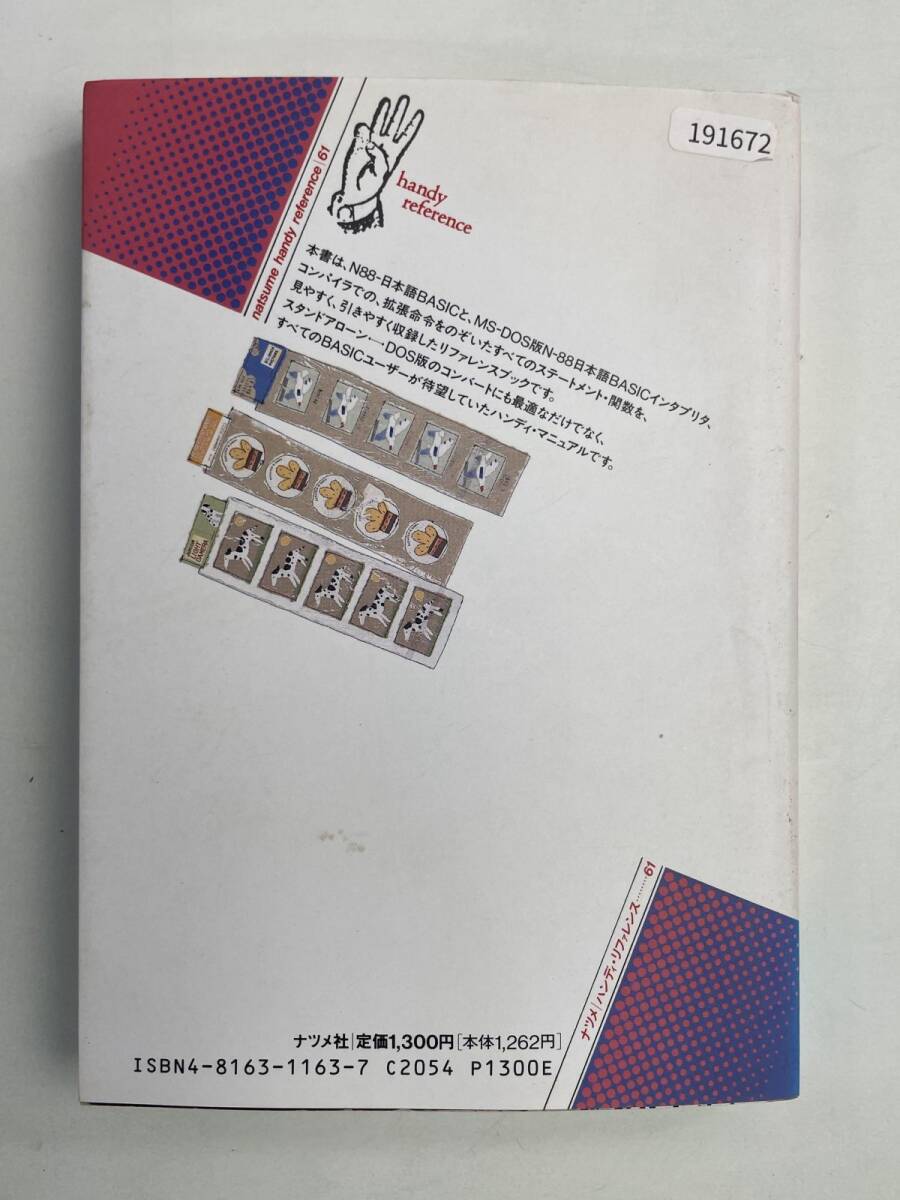 191672
natsume handy reference|61
handy
reference
本書は、N88-日本語BASICと、MS-DOS版N-88日本語BASICインタプリタ、
コンパイラでの、拡張命令をのぞいたすべてのステートメント・関数を、
見やすく、引きやすく収録したリファレンスブックです。
スタンドアローン↔DOS版のコンバートにも最適なだけでなく、
すべてのBASICユーザーが待望していたハンディ・マニュアルです。
ナツメ|ハンディ・リファレンス………61
ナツメ社|定価1,300円[本体1,262円]
ISBN4-8163-1163-7 C2054 P1300E